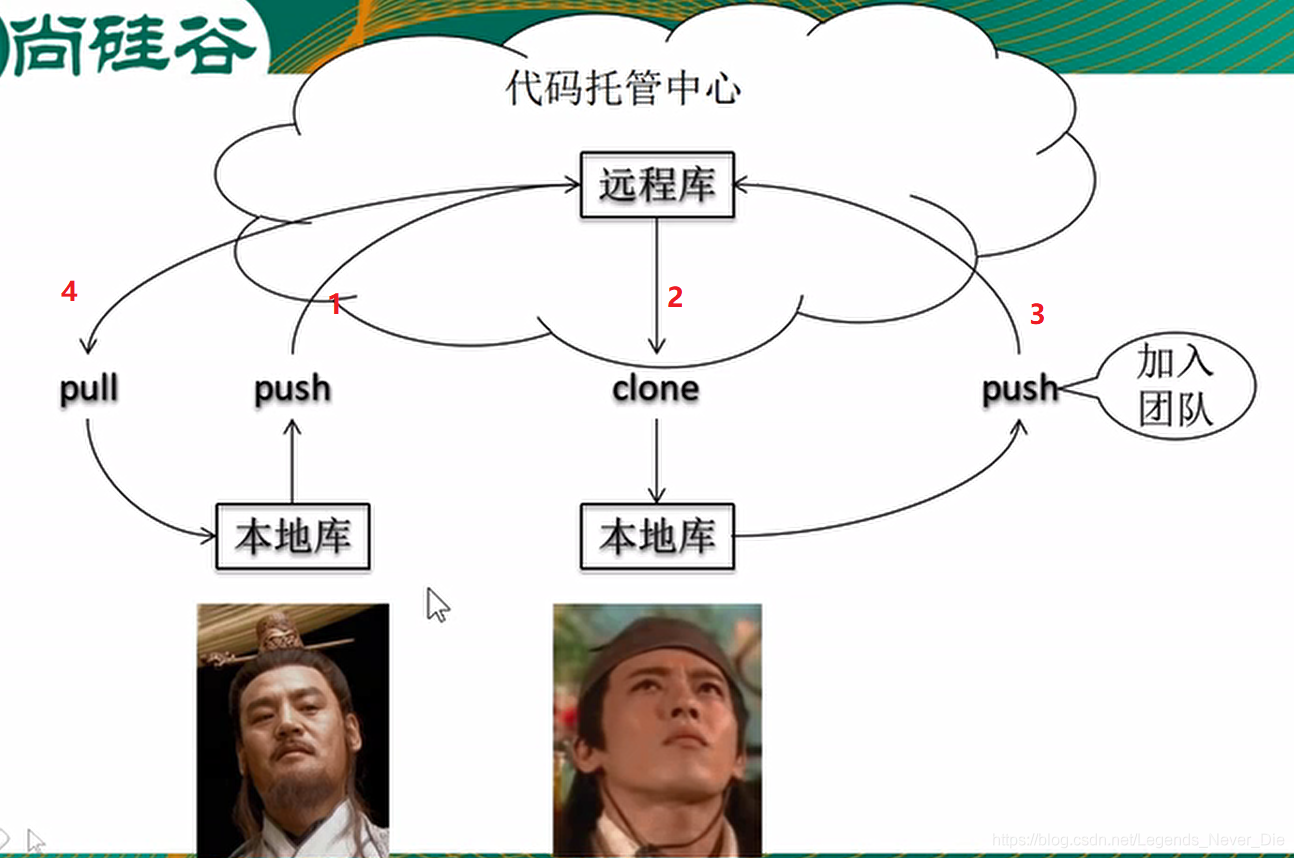 尚硅谷
代码托管中心
远程库
4
1
2
3
pull
push
clone
push
加入
团队
本地库
本地库
https://blog.csdn.net/Legends_Never_Die